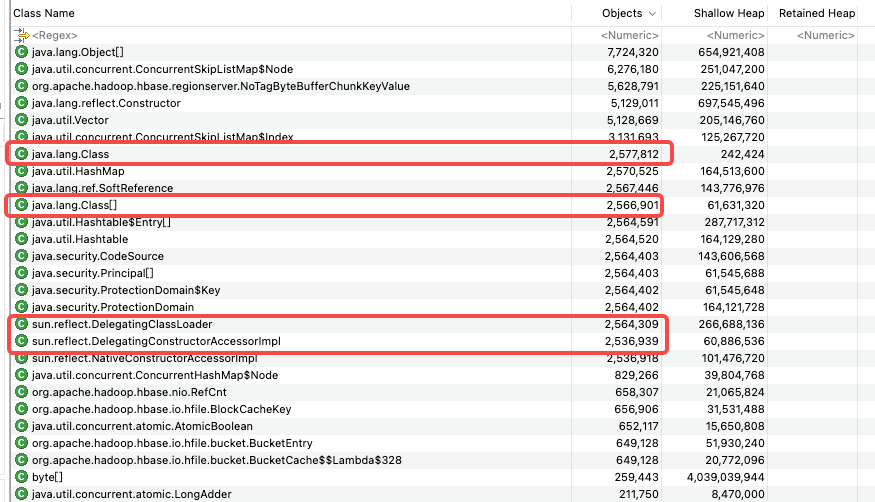 Class Name Objects Shallow Heap Retained Heap
<Regex> <Numeric> <Numeric> <Numeric>
java.lang.Object[] 7,724,320 654,921,408
java.util.concurrent.ConcurrentSkipListMap$Node 6,276,180 251,047,200
org.apache.hadoop.hbase.regionserver.NoTagByteBufferChunkKeyValue 5,628,791 225,151,640
java.lang.reflect.Constructor 5,129,011 697,545,496
java.util.Vector 5,128,669 205,146,760
java.util.concurrent.ConcurrentSkipListMap$Index 3,131,693 125,267,720
java.lang.Class 2,577,812 242,424
java.util.HashMap 2,570,525 164,513,600
java.lang.ref.SoftReference 2,567,446 143,776,976
java.lang.Class[] 2,566,901 61,631,320
java.util.Hashtable$Entry[] 2,564,591 287,717,312
java.util.Hashtable 2,564,520 164,129,280
java.security.CodeSource 2,564,403 143,606,568
java.security.Principal[] 2,564,403 61,545,688
java.security.ProtectionDomain$Key 2,564,402 61,545,648
java.security.ProtectionDomain 2,564,402 164,121,728
sun.reflect.DelegatingClassLoader 2,564,309 266,688,136
sun.reflect.DelegatingConstructorAccessorImpl 2,536,939 60,886,536
sun.reflect.NativeConstructorAccessorImpl 2,536,918 101,476,720
java.util.concurrent.ConcurrentHashMap$Node 829,266 39,804,768
org.apache.hadoop.hbase.nio.RefCnt 658,307 21,065,824
org.apache.hadoop.hbase.io.hfile.BlockCacheKey 656,906 31,531,488
java.util.concurrent.atomic.AtomicBoolean 652,117 15,650,808
org.apache.hadoop.hbase.io.hfile.bucket.BucketEntry 649,128 51,930,240
org.apache.hadoop.hbase.io.hfile.bucket.BucketCache$$Lambda$328 649,128 20,772,096
byte[] 259,443 4,039,039,944
java.util.concurrent.atomic.LongAdder 211,750 8,470,000